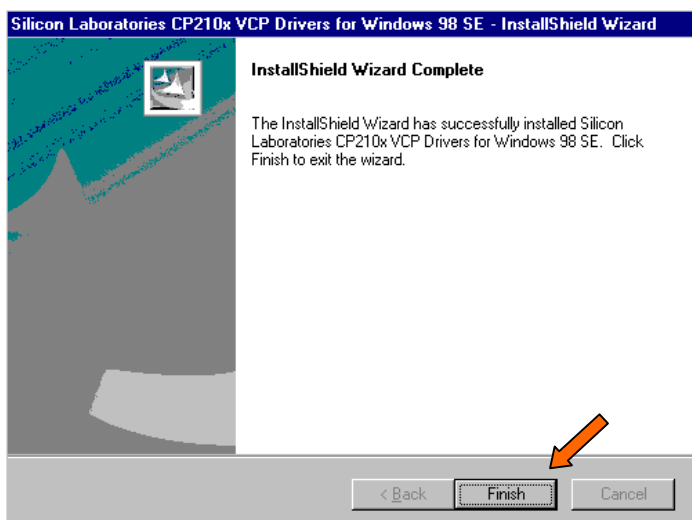 Silicon Laboratories CP210x VCP Drivers for Windows 98 SE - InstallShield Wizard
InstallShield Wizard Complete
The InstallShield Wizard has successfully installed Silicon
Laboratories CP210x VCP Drivers for Windows 98 SE.  Click
Finish to exit the wizard.
< Back Finish Cancel